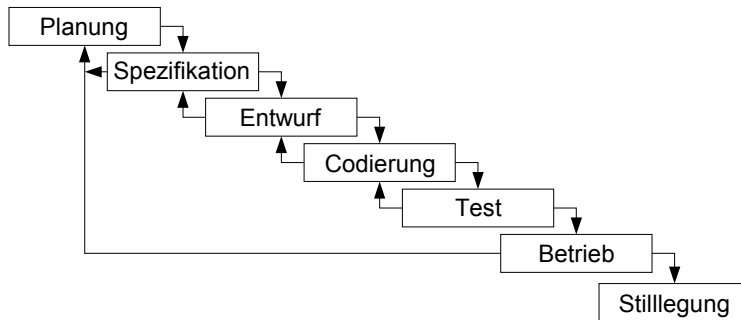 Planung
Spezifikation
Entwurf
Codierung
Test
Betrieb
Stilllegung